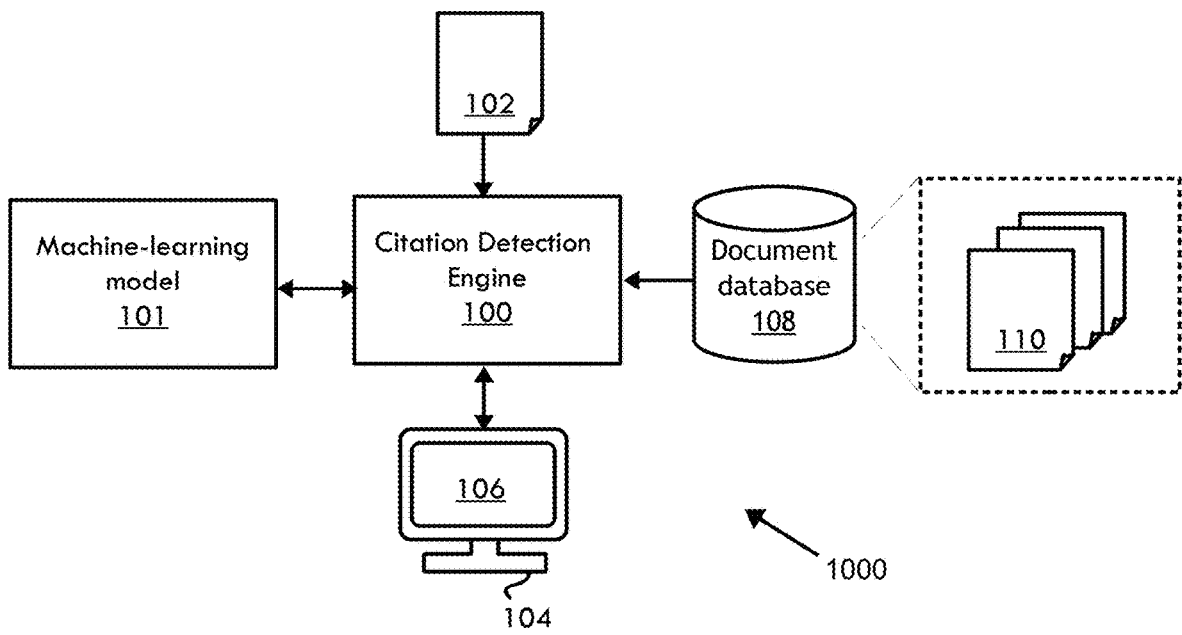 102
Machine-learning
model
101
Citation Detection
Engine
100
Document
database
108
110
106
104
1000